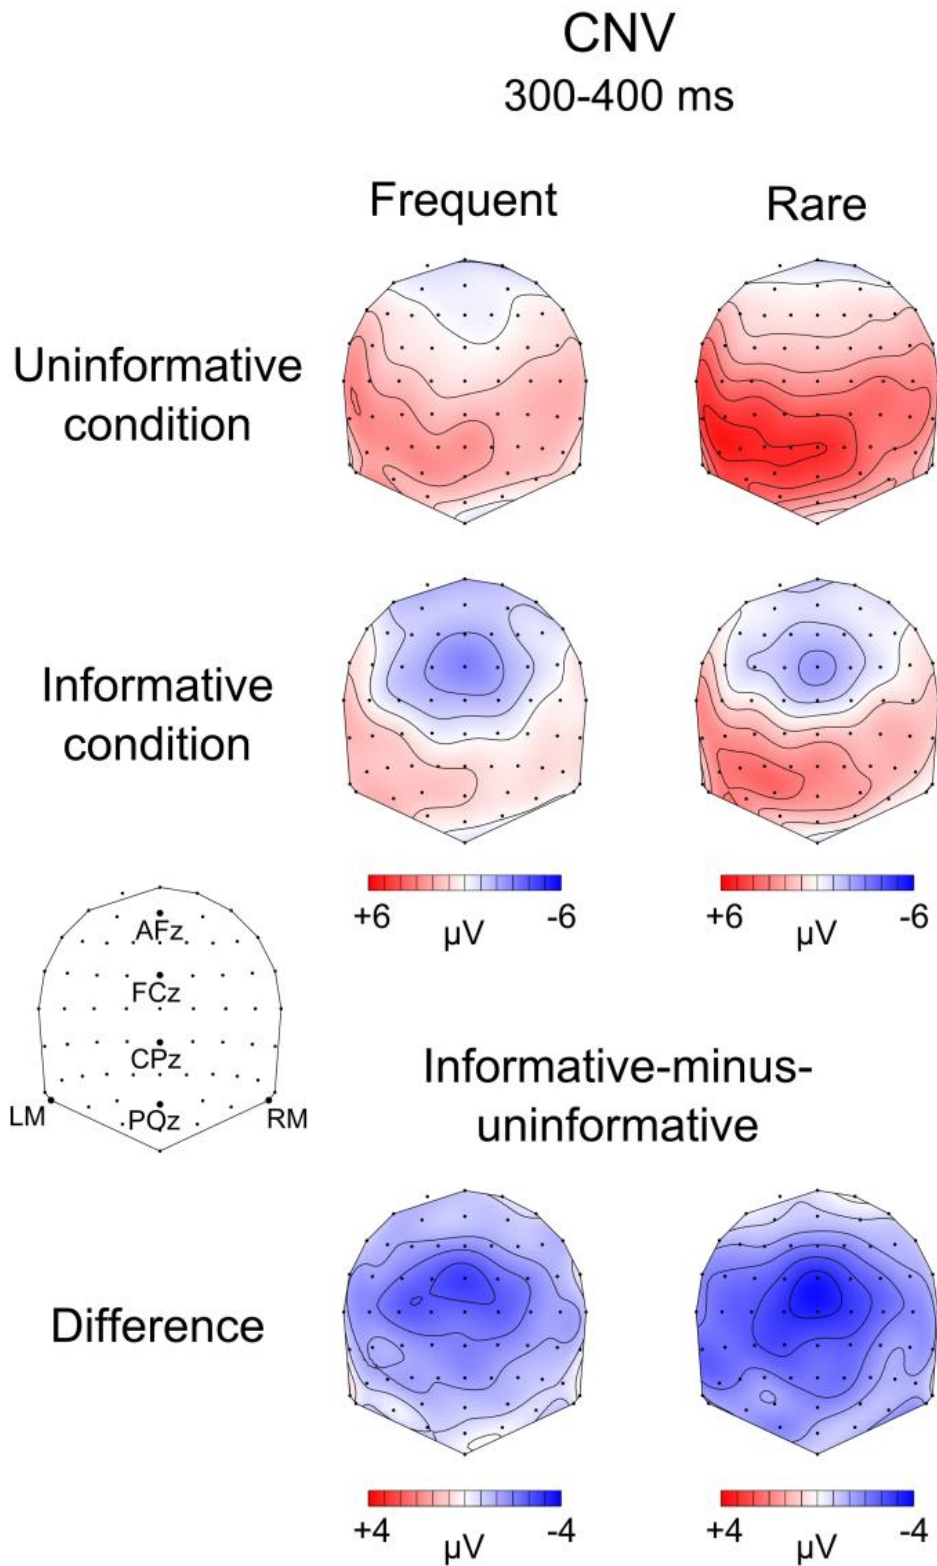 CNV
300-400 ms
Frequent
Rare
Uninformative
condition
Informative
condition
+6
-6
µV
+6
-6
µV
AFz
FCz
CPz
LM
POz
RM
Informative-minus-
uninformative
Difference
+4
-4
µV
+4
-4
µV